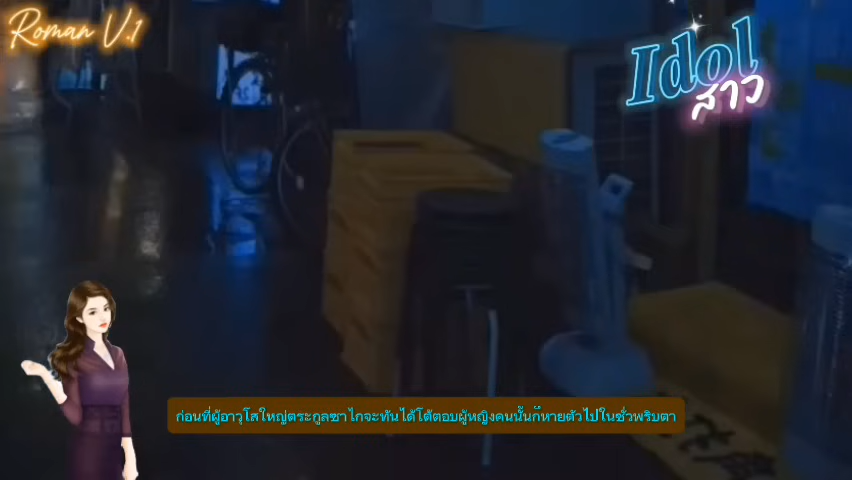 Roman V.1
Idol
สาว
ก่อนที่ผู้อาวุโสใหญ่ตระกูลซาไกจะทันได้โต้ตอบผู้หญิงคนนั้นก็หายตัวไปในชั่วพริบตา